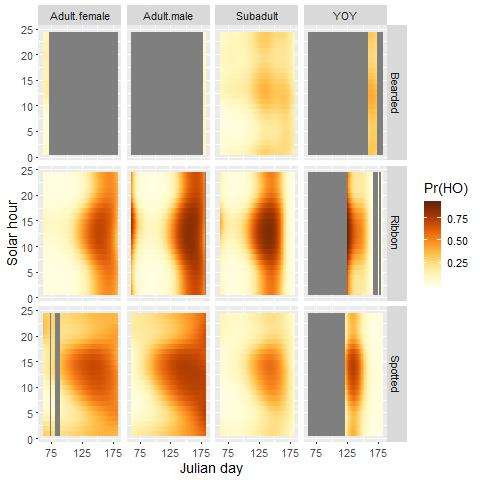 Adult.female Adult.male Subadult YOY
25
20
15
10
5
0
Bearded
25
20
15
10
5
0
Ribbon
25
20
15
10
5
0
Spotted
Solar hour
75 125 175 75 125 175 75 125 175 75 125 175
Julian day
Pr(HO)
0.75
0.50
0.25